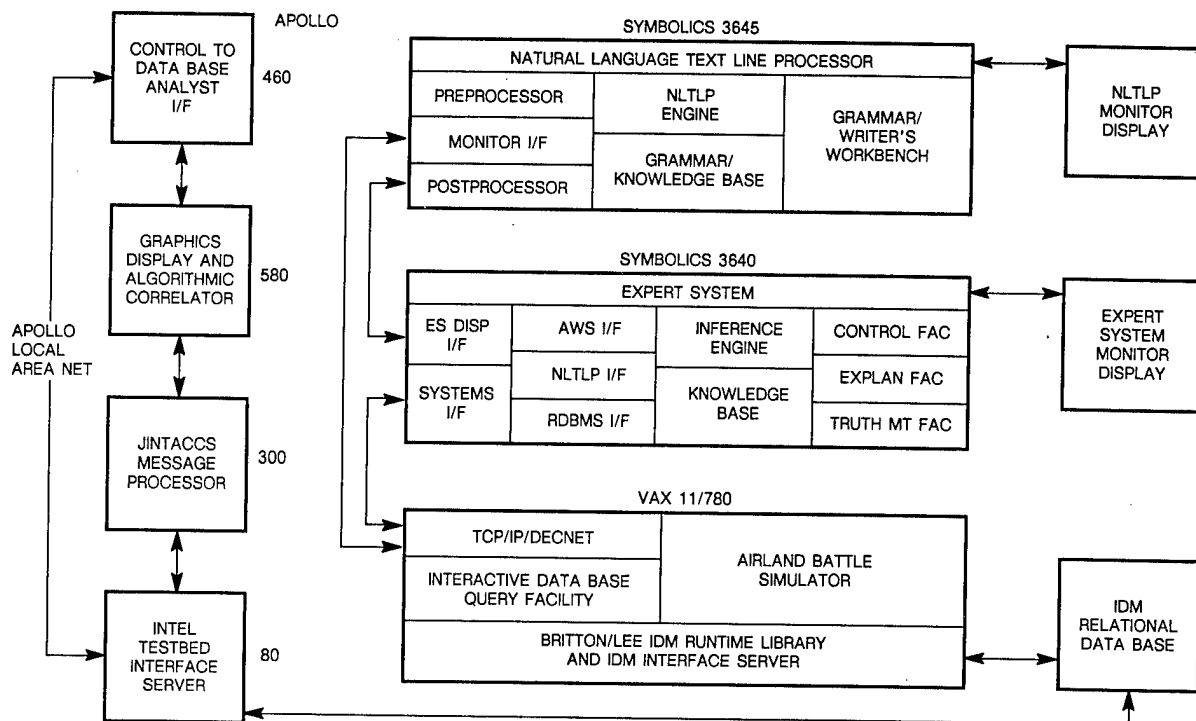 APOLLO
CONTROL TO
DATA BASE
ANALYST
I/F
460
GRAPHICS
DISPLAY AND
ALGORITHMIC
CORRELATOR
580
APOLLO
LOCAL
AREA NET
JINTACCS
MESSAGE
PROCESSOR
300
INTEL
TESTBED
INTERFACE
SERVER
80
SYMBOLICS 3645
NATURAL LANGUAGE TEXT LINE PROCESSOR
PREPROCESSOR
MONITOR I/F
POSTPROCESSOR
NLTLP
ENGINE
GRAMMAR/
KNOWLEDGE BASE
GRAMMAR/
WRITER'S
WORKBENCH
NLTLP
MONITOR
DISPLAY
SYMBOLICS 3640
EXPERT SYSTEM
ES DISP
I/F
SYSTEMS
I/F
AWS I/F
NLTLP I/F
RDBMS I/F
INFERENCE
ENGINE
KNOWLEDGE
BASE
CONTROL FAC
EXPLAN FAC
TRUTH MT FAC
EXPERT
SYSTEM
MONITOR
DISPLAY
VAX 11/780
TCP/IP/DECNET
INTERACTIVE DATA BASE
QUERY FACILITY
AIRLAND BATTLE
SIMULATOR
BRITTON/LEE IDM RUNTIME LIBRARY
AND IDM INTERFACE SERVER
IDM
RELATIONAL
DATA BASE